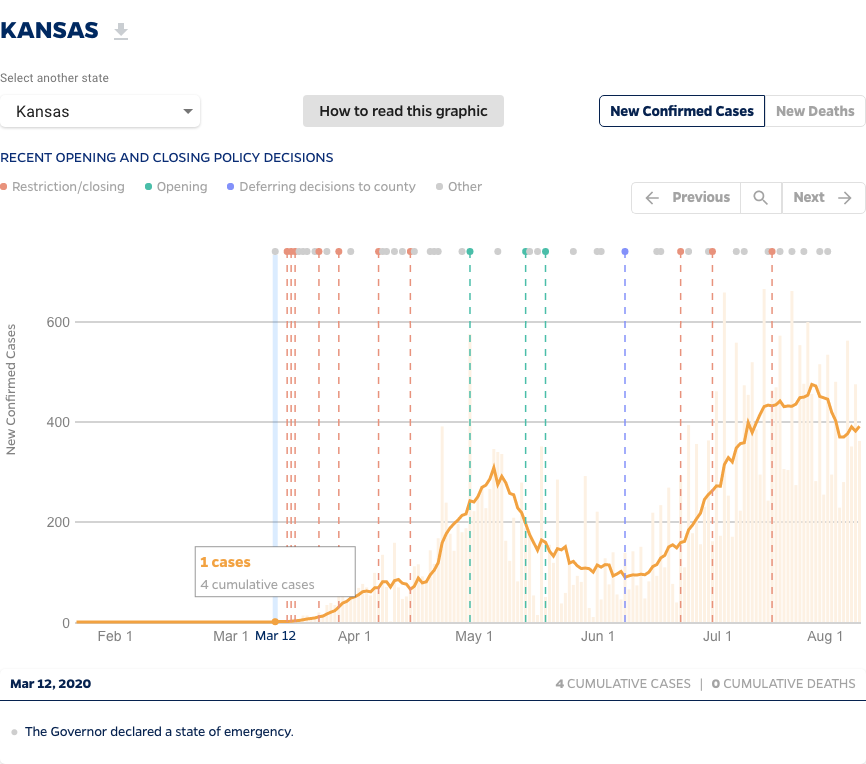 KANSAS
Select another state
Kansas
How to read this graphic
New Confirmed Cases
New Deaths
RECENT OPENING AND CLOSING POLICY DECISIONS
Restriction/closing
Opening
Deferring decisions to county
Other
Previous
Next
New Confirmed Cases
600
400
200
0
1 cases
4 cumulative cases
Feb 1
Mar 1
Mar 12
Apr 1
May 1
Jun 1
Jul 1
Aug 1
Mar 12, 2020
4 CUMULATIVE CASES | 0 CUMULATIVE DEATHS
The Governor declared a state of emergency.